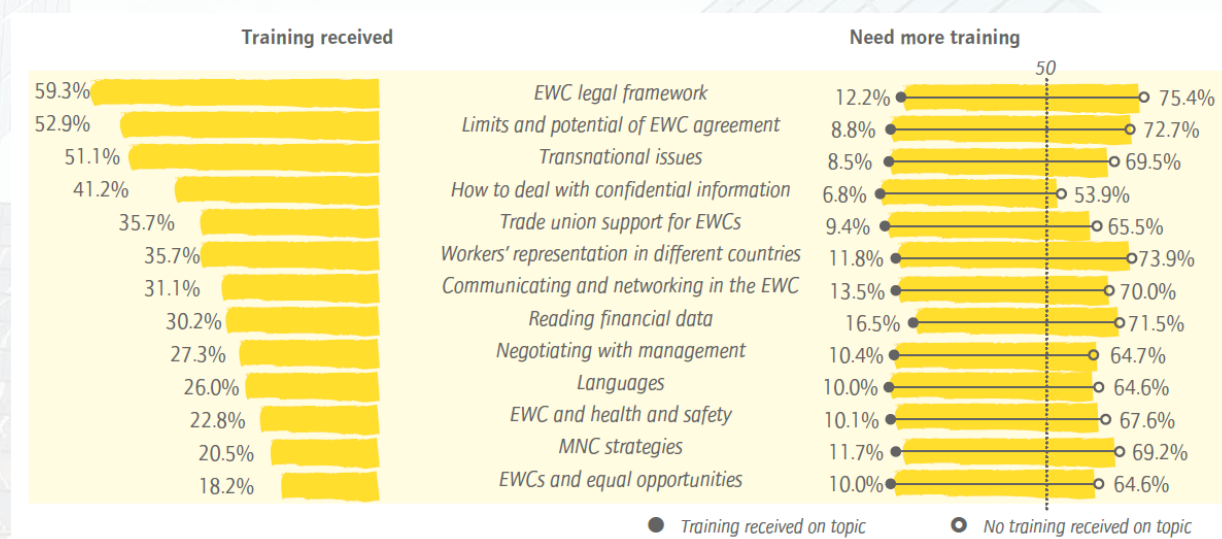 Training received Need more training
50
59.3% EWC legal framework 12.2% 75.4%
52.9% Limits and potential of EWC agreement 8.8% 72.7%
51.1% Transnational issues 8.5% 69.5%
41.2% How to deal with confidential information 6.8% 53.9%
35.7% Trade union support for EWCs 9.4% 65.5%
35.7% Workers' representation in different countries 11.8% 73.9%
31.1% Communicating and networking in the EWC 13.5% 70.0%
30.2% Reading financial data 16.5% 71.5%
27.3% Negotiating with management 10.4% 64.7%
26.0% Languages 10.0% 64.6%
22.8% EWC and health and safety 10.1% 67.6%
20.5% MNC strategies 11.7% 69.2%
18.2% EWCs and equal opportunities 10.0% 64.6%
Training received on topic No training received on topic